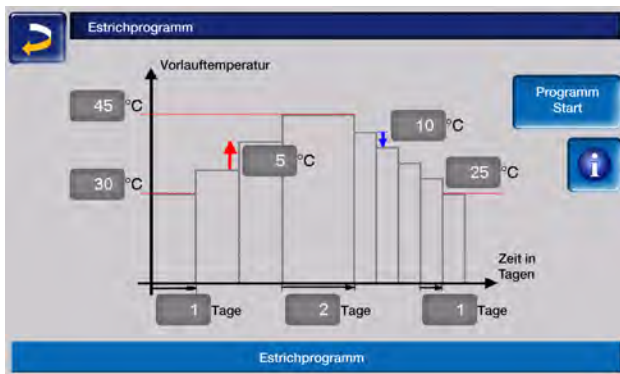 Estrichprogramm
Vorlauftemperatur
45 °C
Programm
Start
10 °C
5 °C
30 °C
25 °C
Zeit in
Tagen
1 Tage
2 Tage
1 Tage
Estrichprogramm